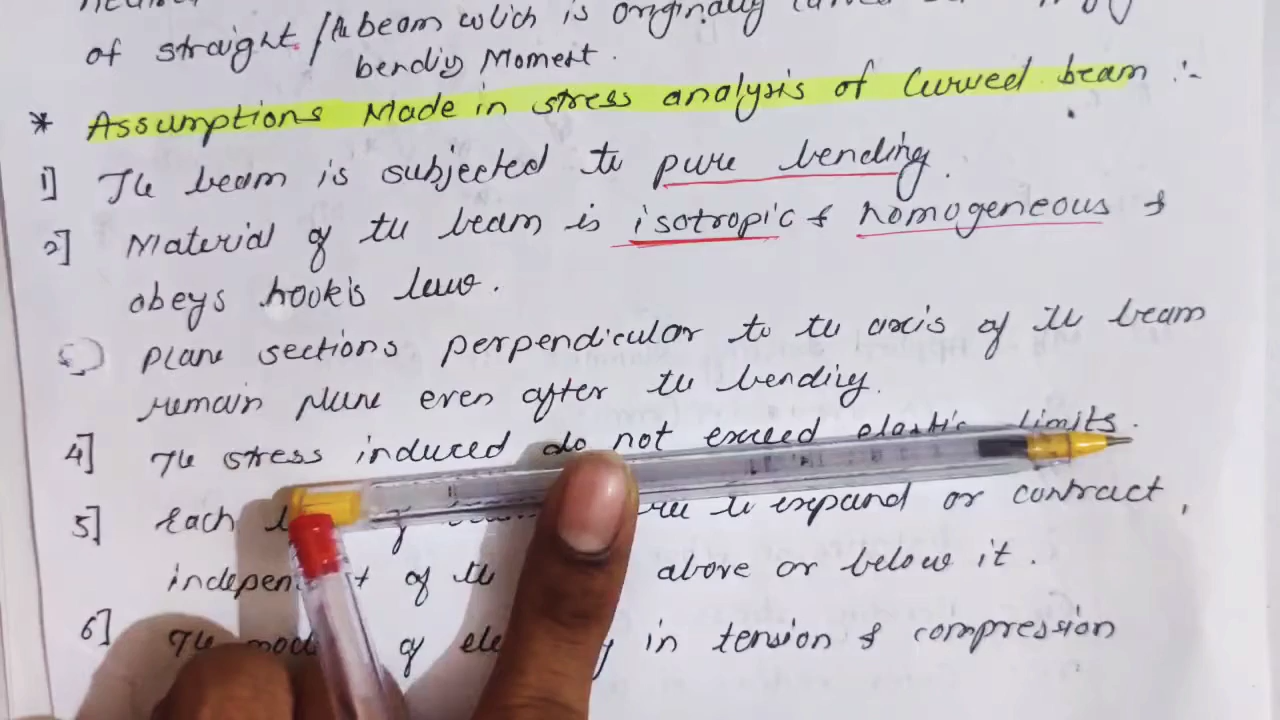 of straight / the beam which is originally
bending Moment.
* Assumptions Made in stress analysis of Curved beam :-
1] The beam is subjected to pure bending.
2] Material of the beam is isotropic & homogeneous &
obeys hook's law.
plane sections perpendicular to the axis of the beam
remain plane even after the bending.
4] The stress induced do not exceed elastic limits.
5] Each to expand or contract,
of the above or below it.
6] The of in tension & compression